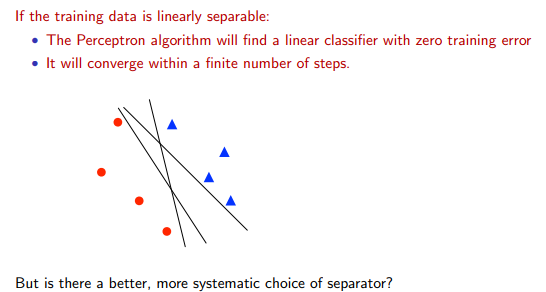 If the training data is linearly separable:
• The Perceptron algorithm will find a linear classifier with zero training error
• It will converge within a finite number of steps.
But is there a better, more systematic choice of separator?